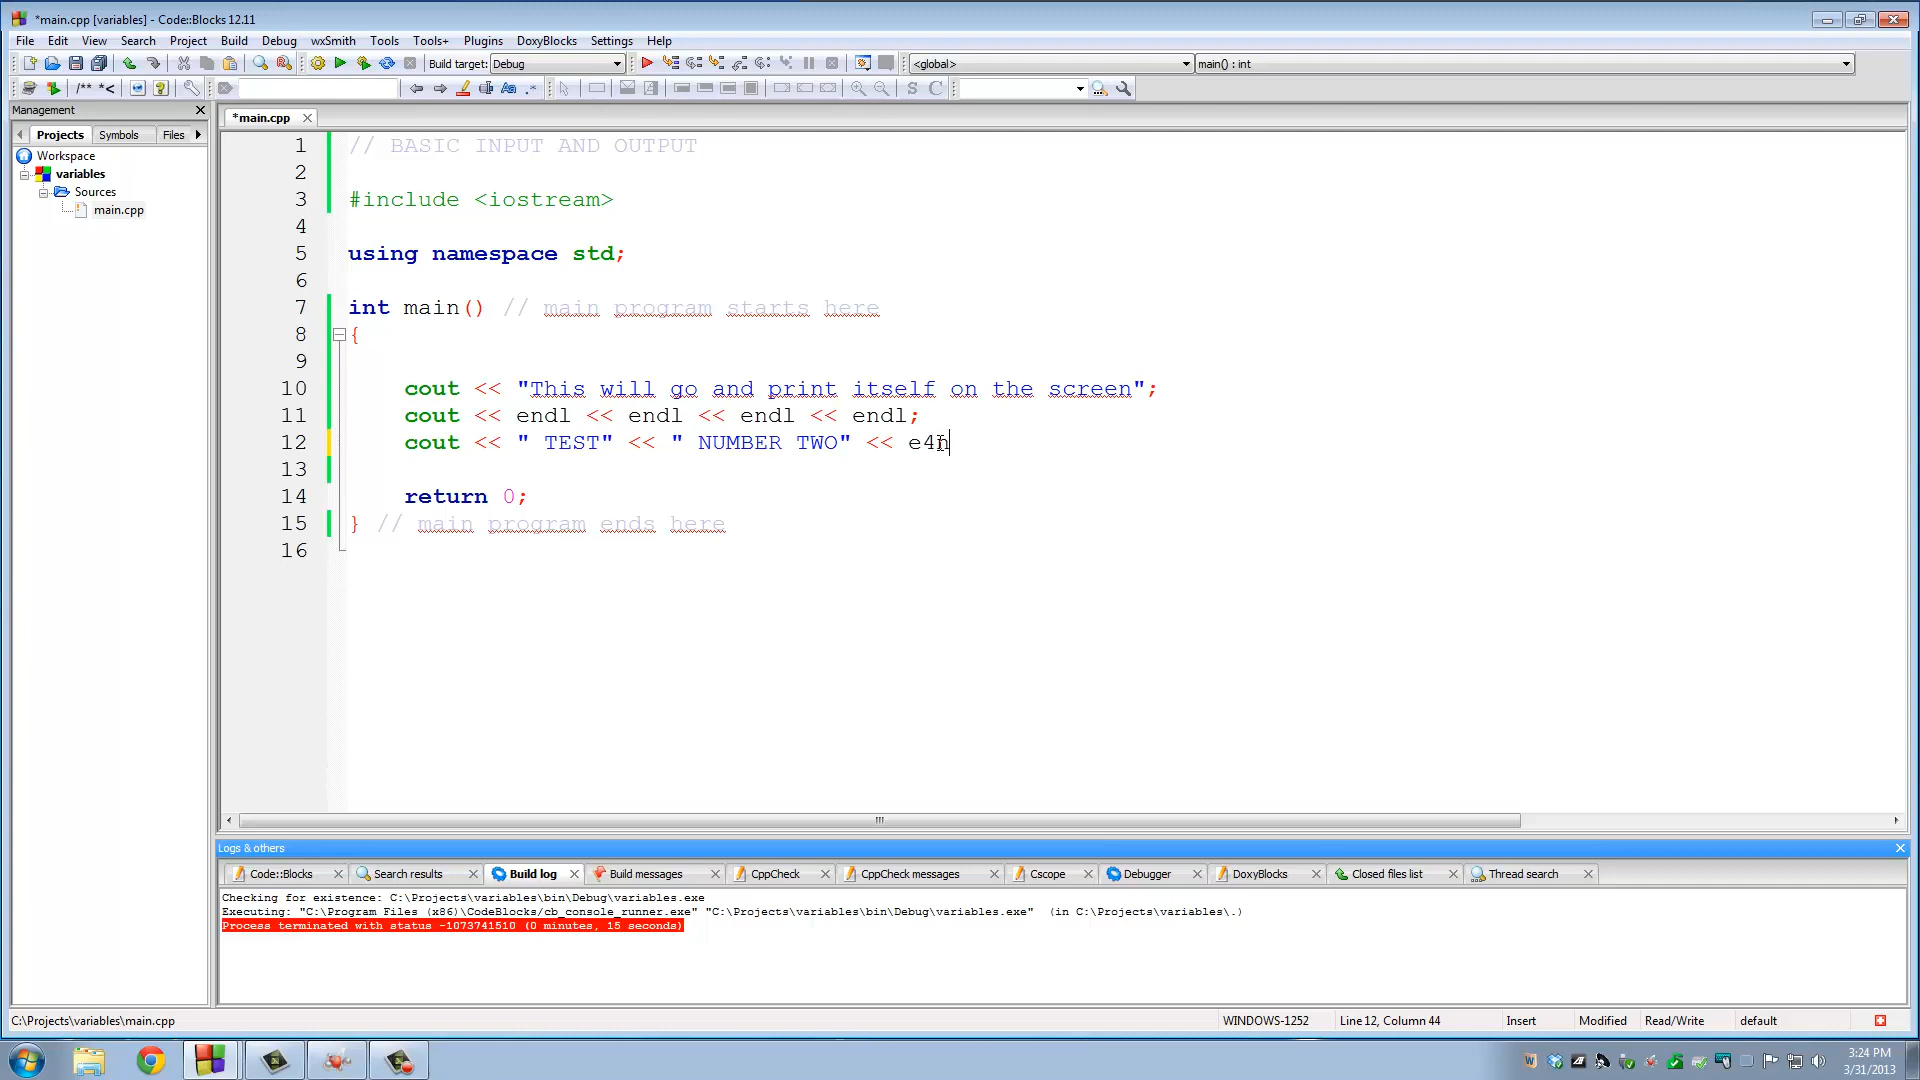 *main.cpp [variables] - Code::Blocks 12.11
File Edit View Search Project Build Debug wxSmith Tools Tools+ Plugins DoxyBlocks Settings Help
Build target: Debug <global> main() : int
/** *<
Management
*main.cpp
Projects Symbols Files
Workspace
variables
Sources
main.cpp
1 // BASIC INPUT AND OUTPUT
2
3 #include <iostream>
4
5 using namespace std;
6
7 int main() // main program starts here
8 {
9
10 cout << "This will go and print itself on the screen";
11 cout << endl << endl << endl << endl;
12 cout << " TEST" << " NUMBER TWO" << e4n
13
14 return 0;
15 } // main program ends here
16
Logs & others
Code::Blocks Search results Build log Build messages CppCheck CppCheck messages Cscope Debugger DoxyBlocks Closed files list Thread search
Checking for existence: C:\Projects\variables\bin\Debug\variables.exe
Executing: "C:\Program Files (x86)\CodeBlocks/cb_console_runner.exe" "C:\Projects\variables\bin\Debug\variables.exe"  (in C:\Projects\variables\.)
Process terminated with status -1073741510 (0 minutes, 15 seconds)
C:\Projects\variables\main.cpp WINDOWS-1252 Line 12, Column 44 Insert Modified Read/Write default
3:24 PM
3/31/2013